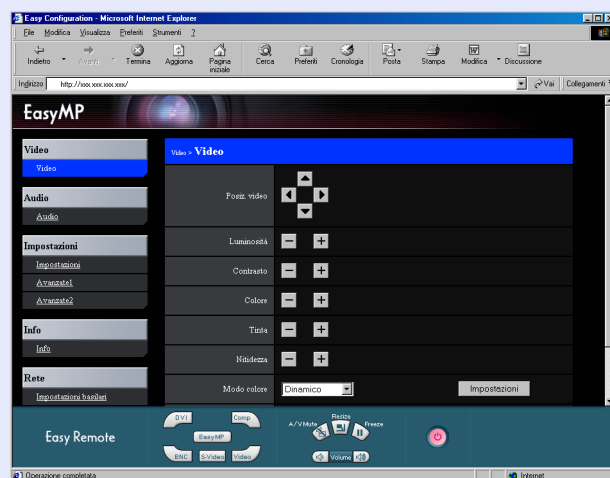 Easy Configuration - Microsoft Internet Explorer
File Modifica Visualizza Preferiti Strumenti ?
Indietro Avanti Termina Aggiorna Pagina iniziale Cerca Preferiti Cronologia Posta Stampa Modifica Discussione
Indirizzo http://xxx.xxx.xxx.xxx/ Vai Collegamenti »
EasyMP
Video
Video
Audio
Audio
Impostazioni
Impostazioni
Avanzate1
Avanzate2
Info
Info
Rete
Impostazioni basilari
Video > Video
Posiz. video
Luminosità
Contrasto
Colore
Tinta
Nitidezza
Modo colore Dinamico Impostazioni
Easy Remote
DVI Comp
EasyMP
BNC S-Video Video
A/V Mute Resize Freeze
Volume
Operazione completata Internet